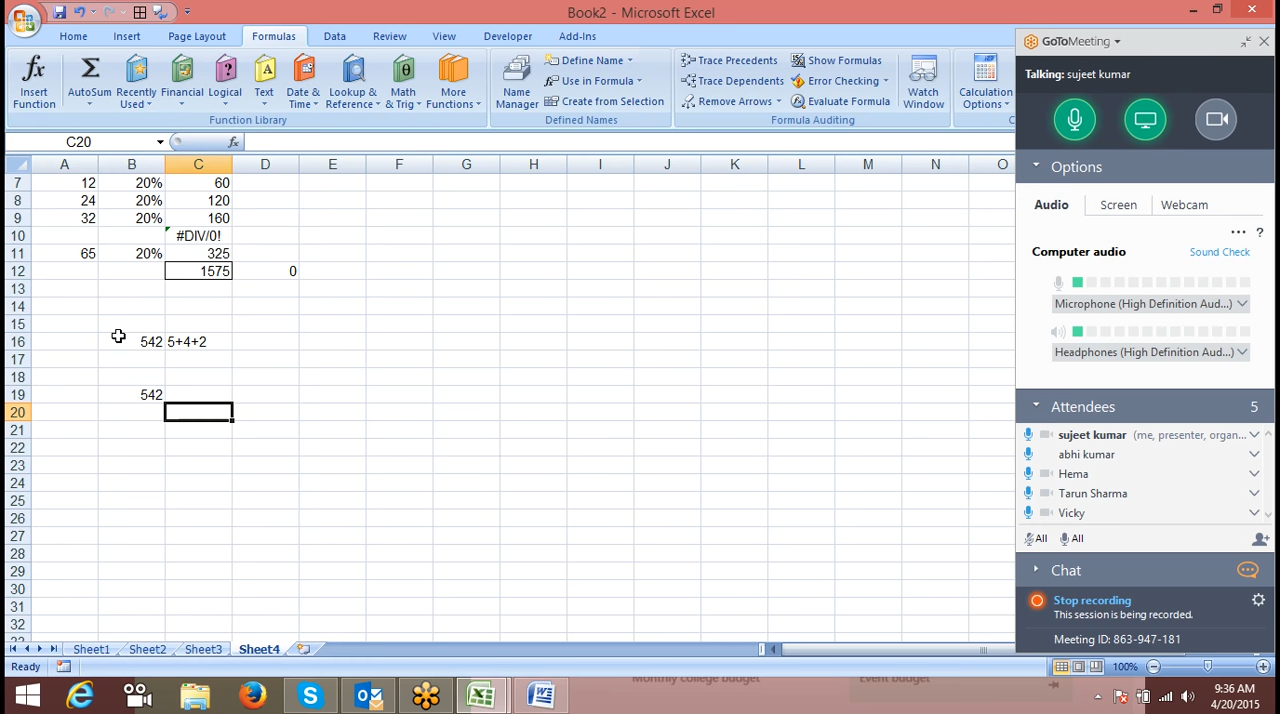 Book2 - Microsoft Excel
Home Insert Page Layout Formulas Data Review View Developer Add-Ins
GoToMeeting
Talking: sujeet kumar
fx Σ ? A θ
Insert Function
AutoSum
Recently Used
Financial
Logical
Text
Date & Time
Lookup & Reference
Math & Trig
More Functions
Function Library
Name Manager
Define Name
Use in Formula
Create from Selection
Defined Names
Trace Precedents
Trace Dependents
Remove Arrows
Show Formulas
Error Checking
Evaluate Formula
Formula Auditing
Watch Window
Calculation Options
C20 fx
A B C D E F G H I J K L M N O
7 12 20% 60
8 24 20% 120
9 32 20% 160
10 #DIV/0!
11 65 20% 325
12 1575 0
13
14
15
16 542 5+4+2
17
18
19 542
20
21
22
23
24
25
26
27
28
29
30
31
32
Options
Audio Screen Webcam
... ?
Computer audio Sound Check
Microphone (High Definition Aud...)
Headphones (High Definition Aud...)
Attendees 5
sujeet kumar (me, presenter, organ...
abhi kumar
Hema
Tarun Sharma
Vicky
All All
Chat
Stop recording
This session is being recorded.
Meeting ID: 863-947-181
Sheet1 Sheet2 Sheet3 Sheet4
Ready 100%
Monthly college budget Event budget
9:36 AM
4/20/2015